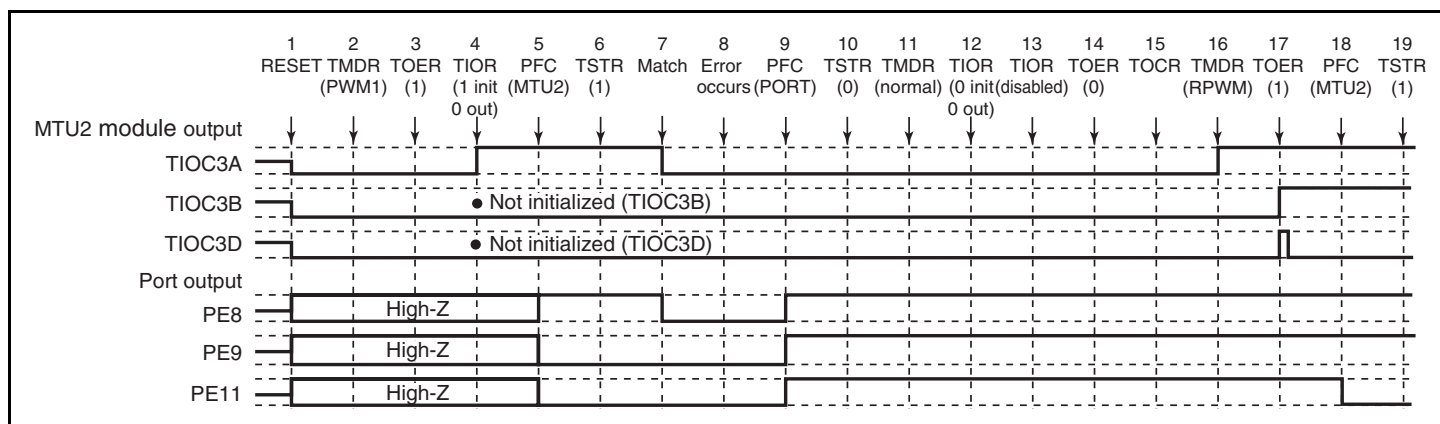 1 2 3 4 5 6 7 8 9 10 11 12 13 14 15 16 17 18 19
RESET TMDR TOER TIOR PFC TSTR Match Error PFC TSTR TMDR TIOR TIOR TOER TOCR TMDR TOER PFC TSTR
(PWM1) (1) (1 init (MTU2) (1) occurs (PORT) (0) (normal) (0 init (disabled) (0) (RPWM) (1) (MTU2) (1)
0 out) 0 out)
MTU2 module output
TIOC3A
TIOC3B ● Not initialized (TIOC3B)
TIOC3D ● Not initialized (TIOC3D)
Port output
PE8 High-Z
PE9 High-Z
PE11 High-Z